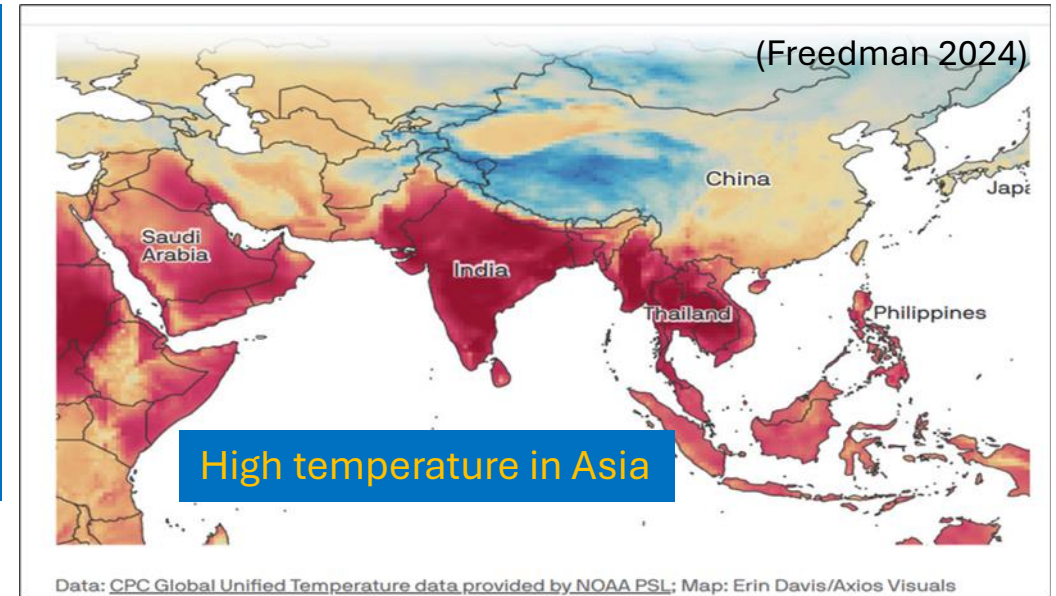 (Freedman 2024)
China
Japa
Saudi
Arabia
India
Thailand
Philippines
High temperature in Asia
Data: CPC Global Unified Temperature data provided by NOAA PSL; Map: Erin Davis/Axios Visuals